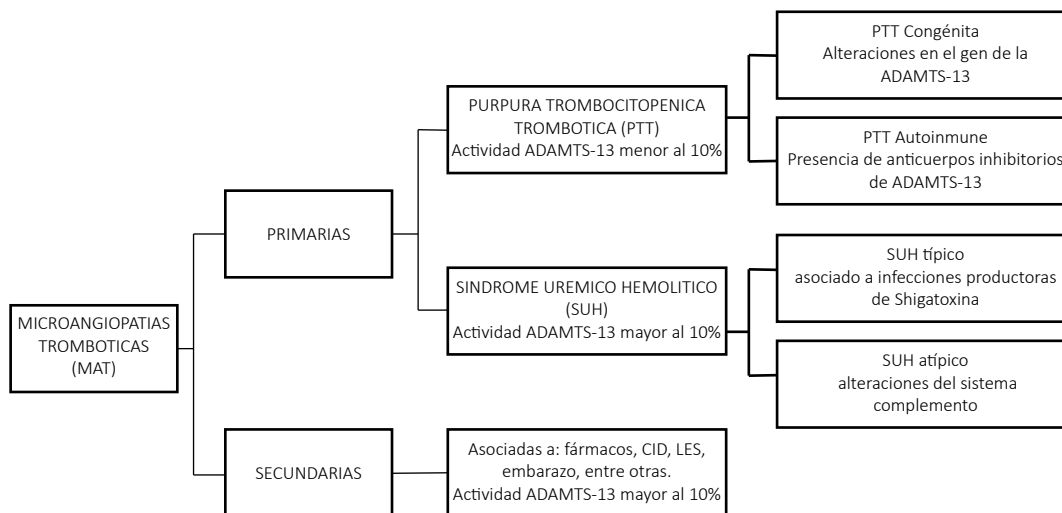 MICROANGIOPATIAS
TROMBOTICAS
(MAT)
PRIMARIAS
PURPURA TROMBOCITOPENICA
TROMBOTICA (PTT)
Actividad ADAMTS-13 menor al 10%
PTT Congénita
Alteraciones en el gen de la
ADAMTS-13
PTT Autoinmune
Presencia de anticuerpos inhibitorios
de ADAMTS-13
SINDROME UREMICO HEMOLITICO
(SUH)
Actividad ADAMTS-13 mayor al 10%
SUH típico
asociado a infecciones productoras
de Shigatoxina
SUH atípico
alteraciones del sistema
complemento
SECUNDARIAS
Asociadas a: fármacos, CID, LES,
embarazo, entre otras.
Actividad ADAMTS-13 mayor al 10%